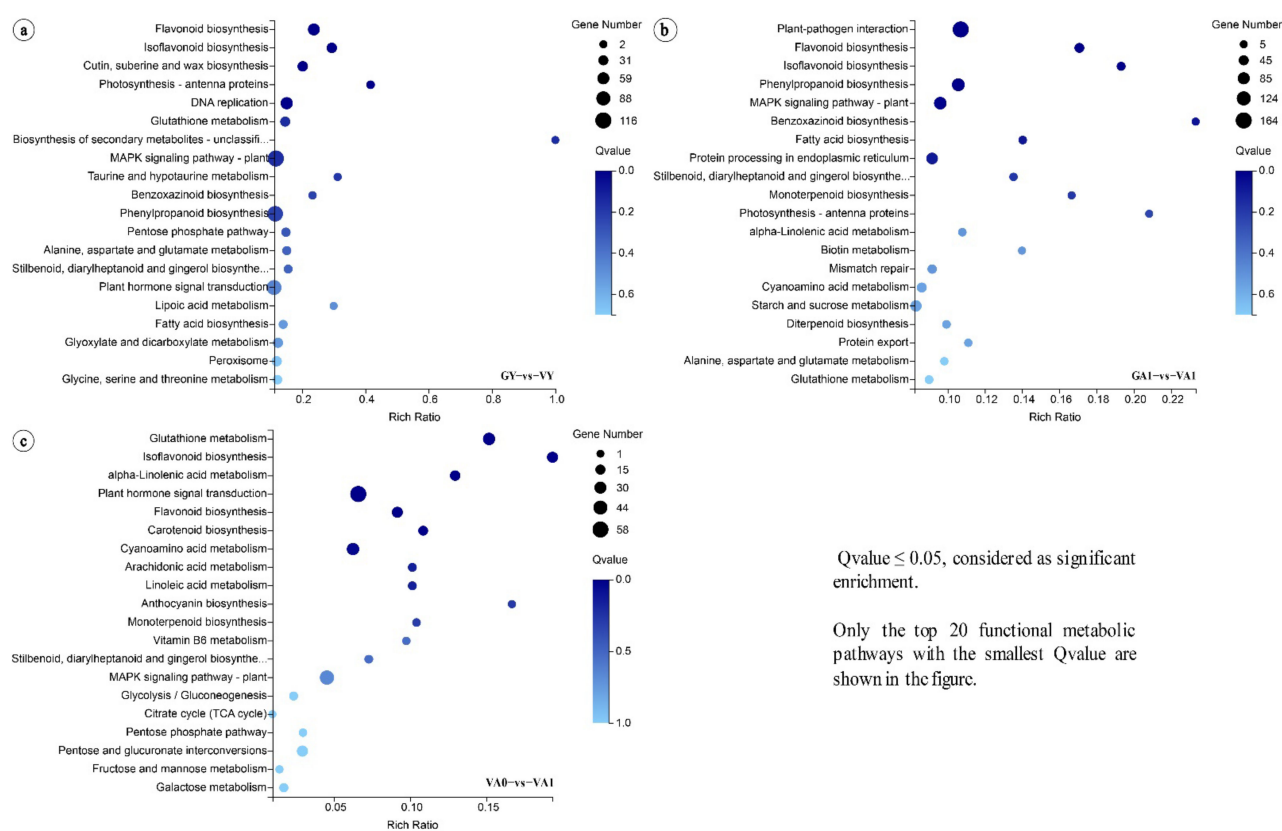 a
Flavonoid biosynthesis
Isoflavonoid biosynthesis
Cutin, suberine and wax biosynthesis
Photosynthesis - antenna proteins
DNA replication
Glutathione metabolism
Biosynthesis of secondary metabolites - unclassifi...
MAPK signaling pathway - plant
Taurine and hypotaurine metabolism
Benzoxazinoid biosynthesis
Phenylpropanoid biosynthesis
Pentose phosphate pathway
Alanine, aspartate and glutamate metabolism
Stilbenoid, diarylheptanoid and gingerol biosynthe...
Plant hormone signal transduction
Lipoic acid metabolism
Fatty acid biosynthesis
Glyoxylate and dicarboxylate metabolism
Peroxisome
Glycine, serine and threonine metabolism
GY-vs-VY
0.2 0.4 0.6 0.8 1.0
Rich Ratio
Gene Number
2
31
59
88
116
Qvalue
0.0
0.2
0.4
0.6
b
Plant-pathogen interaction
Flavonoid biosynthesis
Isoflavonoid biosynthesis
Phenylpropanoid biosynthesis
MAPK signaling pathway - plant
Benzoxazinoid biosynthesis
Fatty acid biosynthesis
Protein processing in endoplasmic reticulum
Stilbenoid, diarylheptanoid and gingerol biosynthe...
Monoterpenoid biosynthesis
Photosynthesis - antenna proteins
alpha-Linolenic acid metabolism
Biotin metabolism
Mismatch repair
Cyanoamino acid metabolism
Starch and sucrose metabolism
Diterpenoid biosynthesis
Protein export
Alanine, aspartate and glutamate metabolism
Glutathione metabolism
GA1-vs-VA1
0.10 0.12 0.14 0.16 0.18 0.20 0.22
Rich Ratio
Gene Number
5
45
85
124
164
Qvalue
0.0
0.2
0.4
0.6
c
Glutathione metabolism
Isoflavonoid biosynthesis
alpha-Linolenic acid metabolism
Plant hormone signal transduction
Flavonoid biosynthesis
Carotenoid biosynthesis
Cyanoamino acid metabolism
Arachidonic acid metabolism
Linoleic acid metabolism
Anthocyanin biosynthesis
Monoterpenoid biosynthesis
Vitamin B6 metabolism
Stilbenoid, diarylheptanoid and gingerol biosynthe...
MAPK signaling pathway - plant
Glycolysis / Gluconeogenesis
Citrate cycle (TCA cycle)
Pentose phosphate pathway
Pentose and glucuronate interconversions
Fructose and mannose metabolism
Galactose metabolism
VA0-vs-VA1
0.05 0.10 0.15
Rich Ratio
Gene Number
1
15
30
44
58
Qvalue
0.0
0.5
1.0
Qvalue ≤ 0.05, considered as significant
enrichment.
Only the top 20 functional metabolic
pathways with the smallest Qvalue are
shown in the figure.